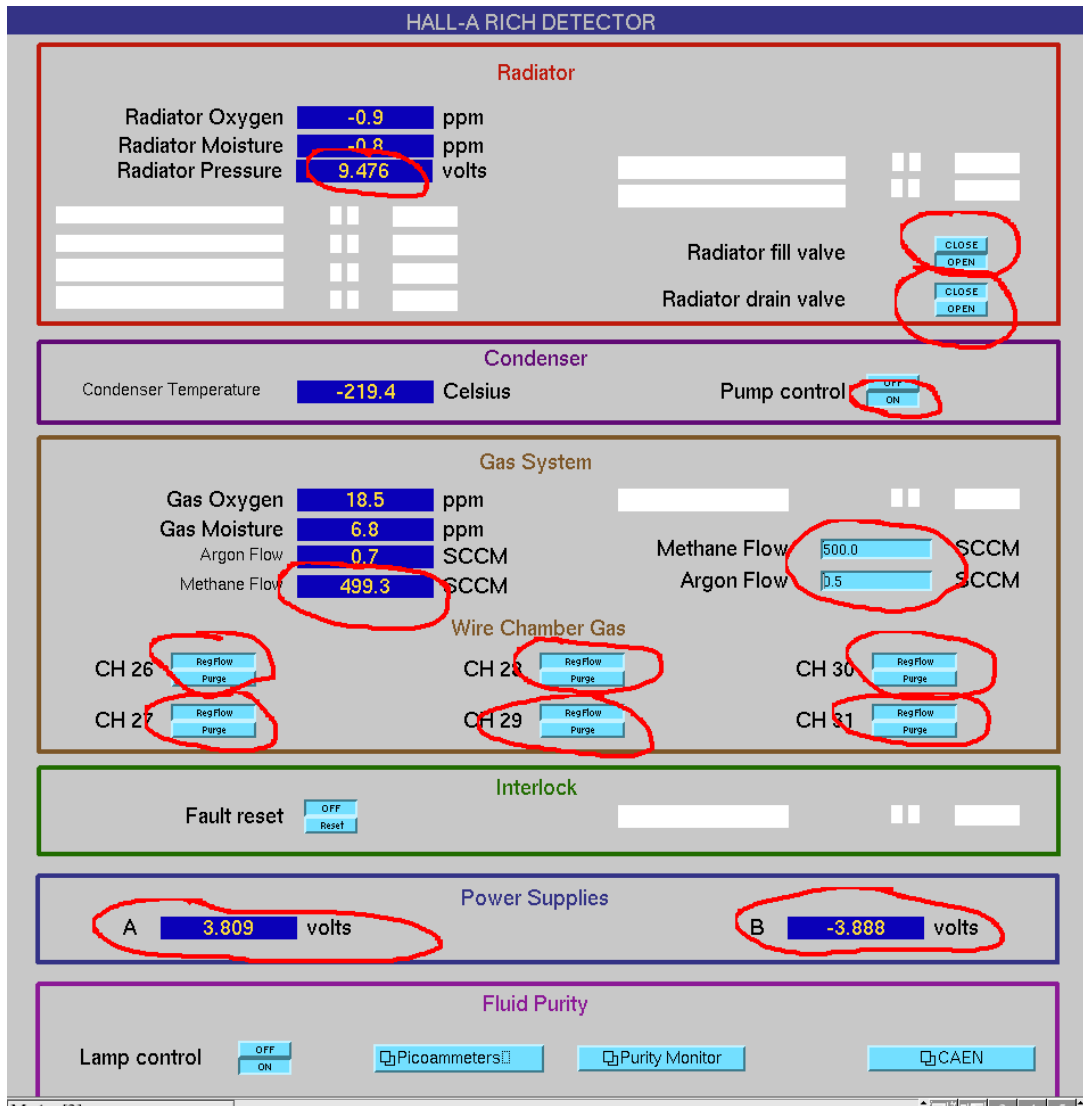 HALL-A RICH DETECTOR
Radiator
Radiator Oxygen -0.9 ppm
Radiator Moisture -0.8 ppm
Radiator Pressure 9.476 volts
Radiator fill valve CLOSE
OPEN
Radiator drain valve CLOSE
OPEN
Condenser
Condenser Temperature -219.4 Celsius Pump control OFF
ON
Gas System
Gas Oxygen 18.5 ppm
Gas Moisture 6.8 ppm
Argon Flow 0.7 SCCM Methane Flow 500.0 SCCM
Methane Flow 499.3 SCCM Argon Flow 0.5 SCCM
Wire Chamber Gas
CH 26 RegFlow CH 28 RegFlow CH 30 RegFlow
Purge Purge Purge
CH 27 RegFlow CH 29 RegFlow CH 31 RegFlow
Purge Purge Purge
Interlock
Fault reset OFF
Reset
Power Supplies
A 3.809 volts B -3.888 volts
Fluid Purity
Lamp control OFF Picoammeters Purity Monitor CAEN
ON